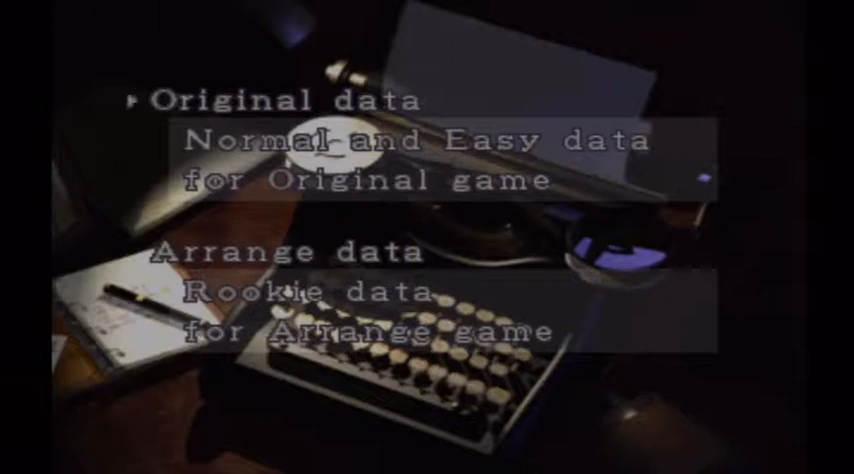 Original data
Normal and Easy data
for Original game
Arrange data
Rookie data
for Arrange game